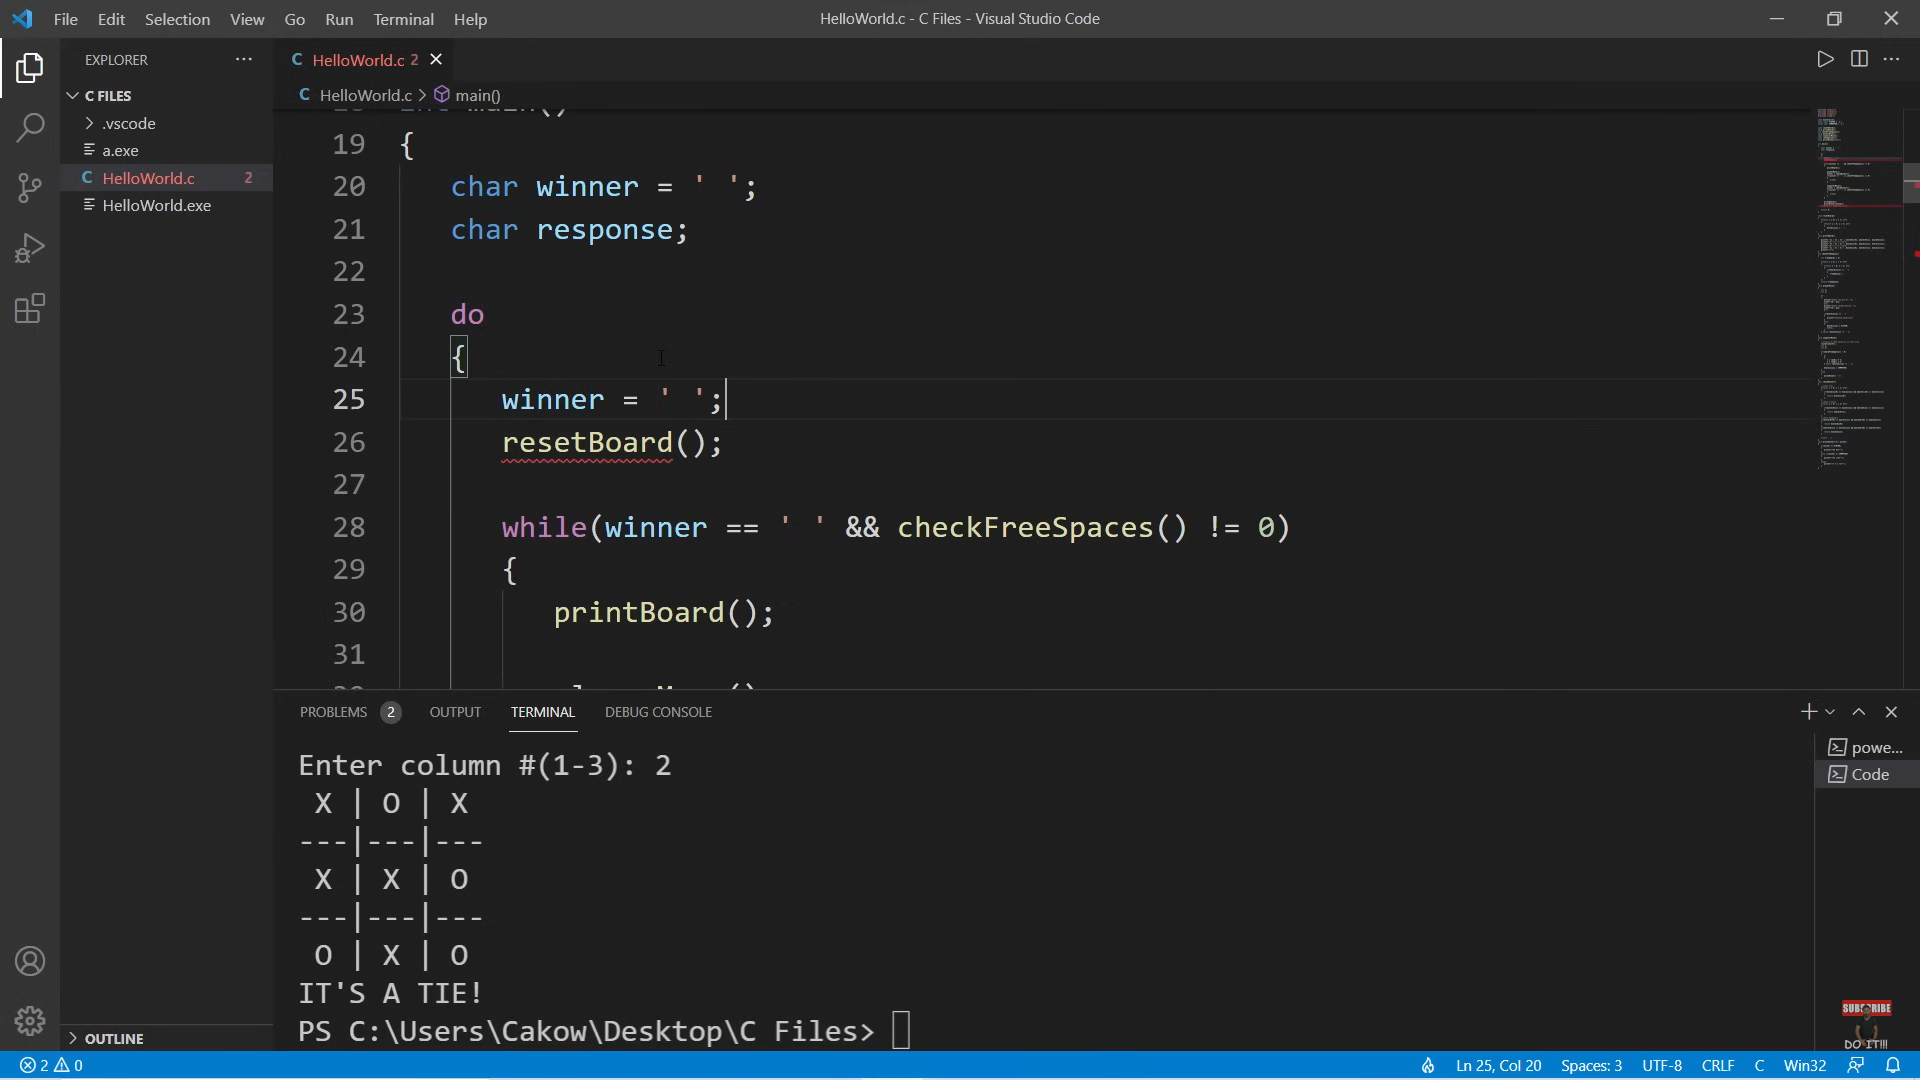 File Edit Selection View Go Run Terminal Help
HelloWorld.c - C Files - Visual Studio Code
EXPLORER
HelloWorld.c 2
C FILES
HelloWorld.c > main()
.vscode
a.exe
C HelloWorld.c 2
HelloWorld.exe
19 {
20 char winner = ' ';
21 char response;
22
23 do
24 {
25 winner = ' ';
26 resetBoard();
27
28 while(winner == ' ' && checkFreeSpaces() != 0)
29 {
30 printBoard();
31
PROBLEMS 2 OUTPUT TERMINAL DEBUG CONSOLE
Enter column #(1-3): 2
X | O | X
---|---|---
X | X | O
---|---|---
O | X | O
IT'S A TIE!
PS C:\Users\Cakow\Desktop\C Files>
powe...
Code
OUTLINE
SUBSCRIBE
DO IT!!!
2 0
Ln 25, Col 20 Spaces: 3 UTF-8 CRLF C Win32